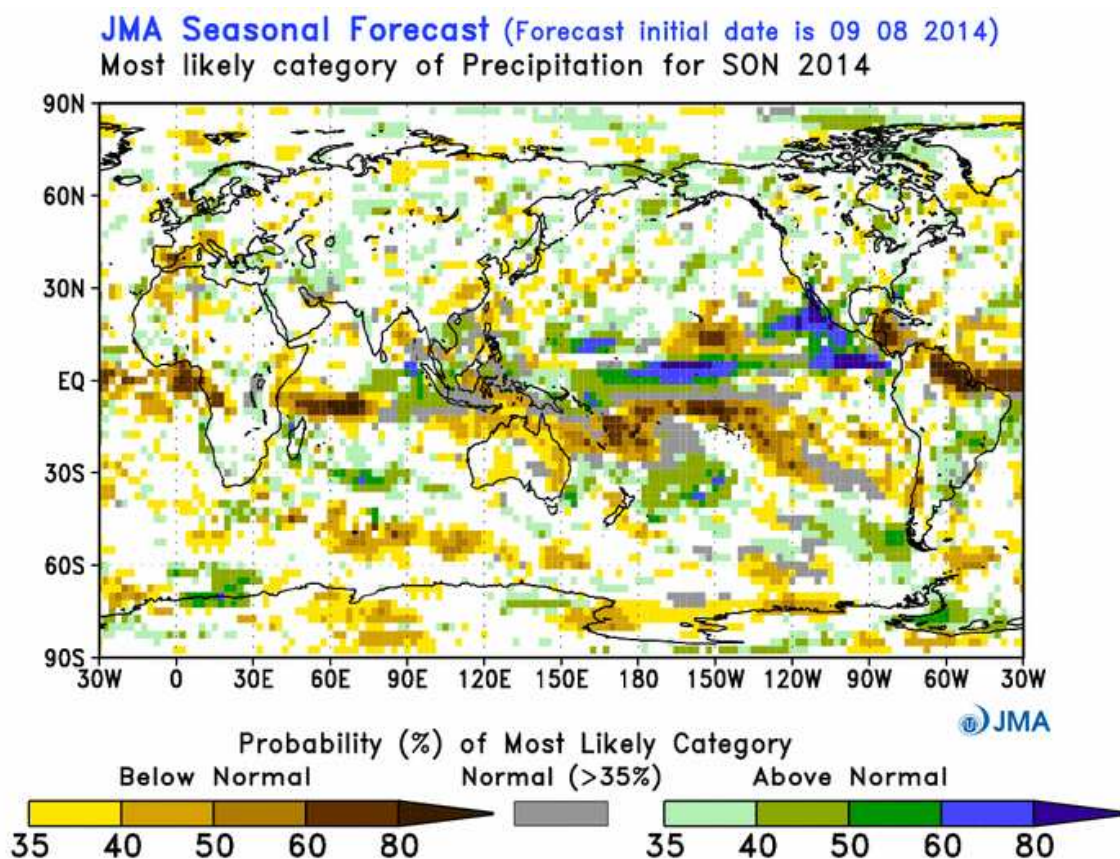 JMA Seasonal Forecast (Forecast initial date is 09 08 2014)
Most likely category of Precipitation for SON 2014
90N
60N
30N
EQ
30S
60S
90S
30W 0 30E 60E 90E 120E 150E 180 150W 120W 90W 60W 30W
JMA
Probability (%) of Most Likely Category
Below Normal Normal (>35%) Above Normal
35 40 50 60 80 35 40 50 60 80